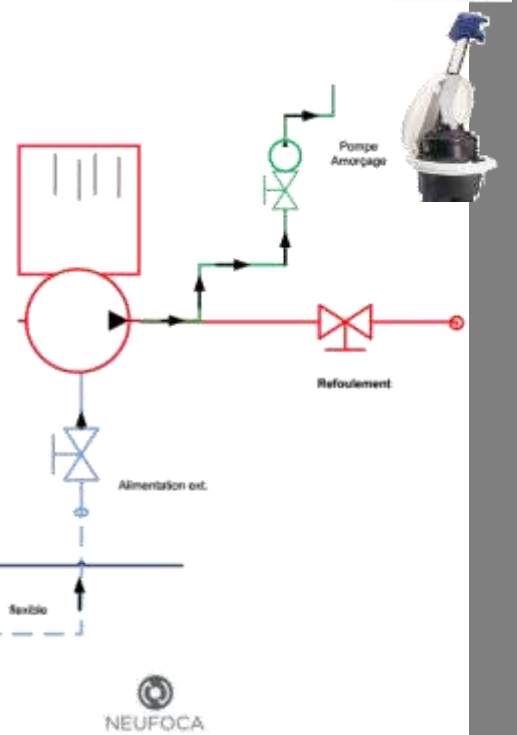 Pompe
Amorçage
Refoulement
Alimentation ext.
flexible
NEUFOCA